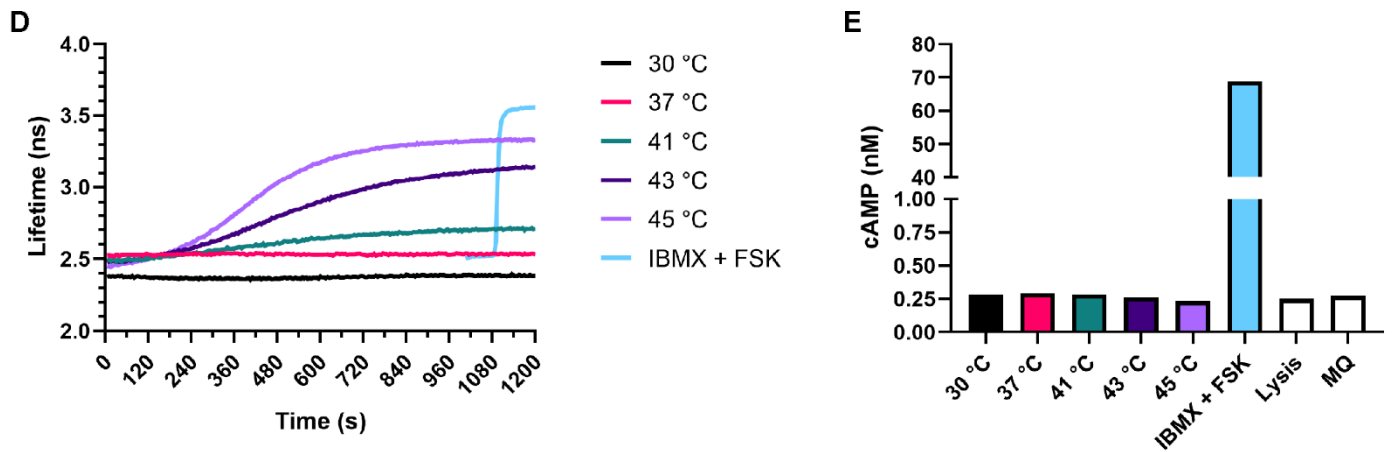 D
4.0
3.5
3.0
2.5
2.0
Lifetime (ns)
0
120
240
360
480
600
720
840
960
1080
1200
Time (s)
30 °C
37 °C
41 °C
43 °C
45 °C
IBMX + FSK
E
80
70
60
50
40
1.00
0.75
0.50
0.25
0.00
cAMP (nM)
30 °C
37 °C
41 °C
43 °C
45 °C
IBMX + FSK
Lysis
MQ